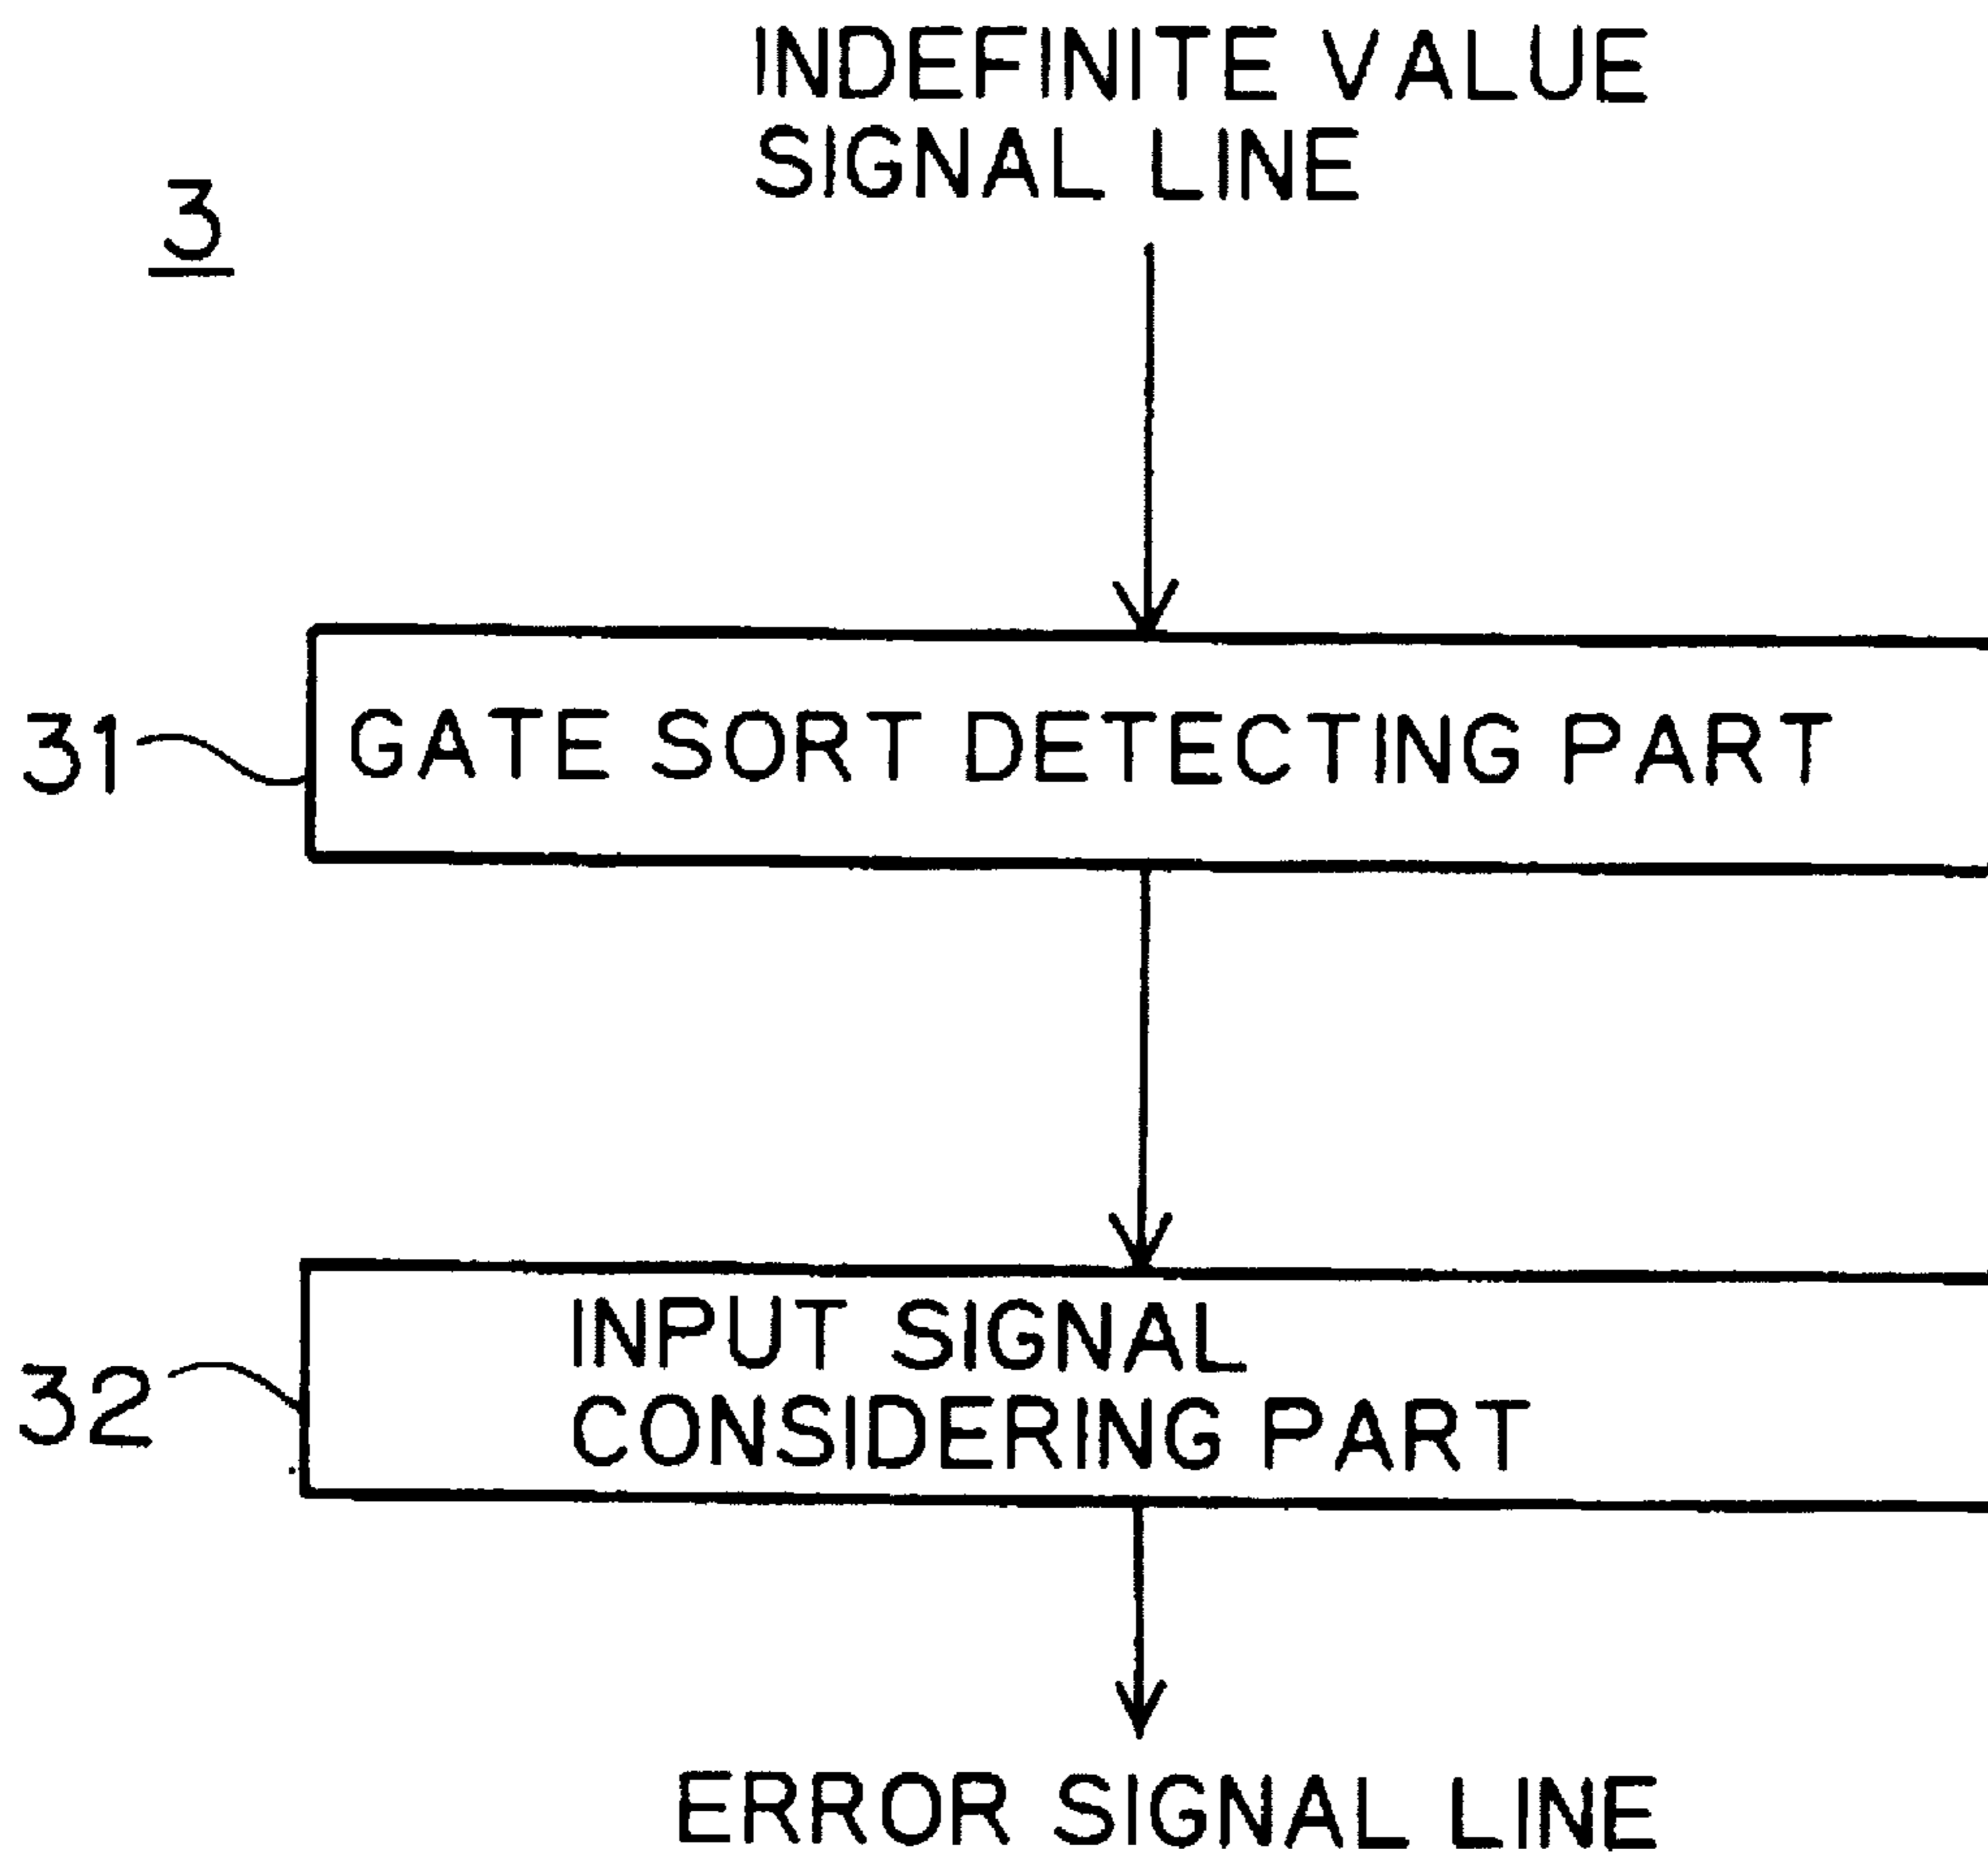 INDEFINITE VALUE
SIGNAL LINE
3
31
GATE SORT DETECTING PART
INPUT SIGNAL
32
CONSIDERING PART
ERROR SIGNAL LINE